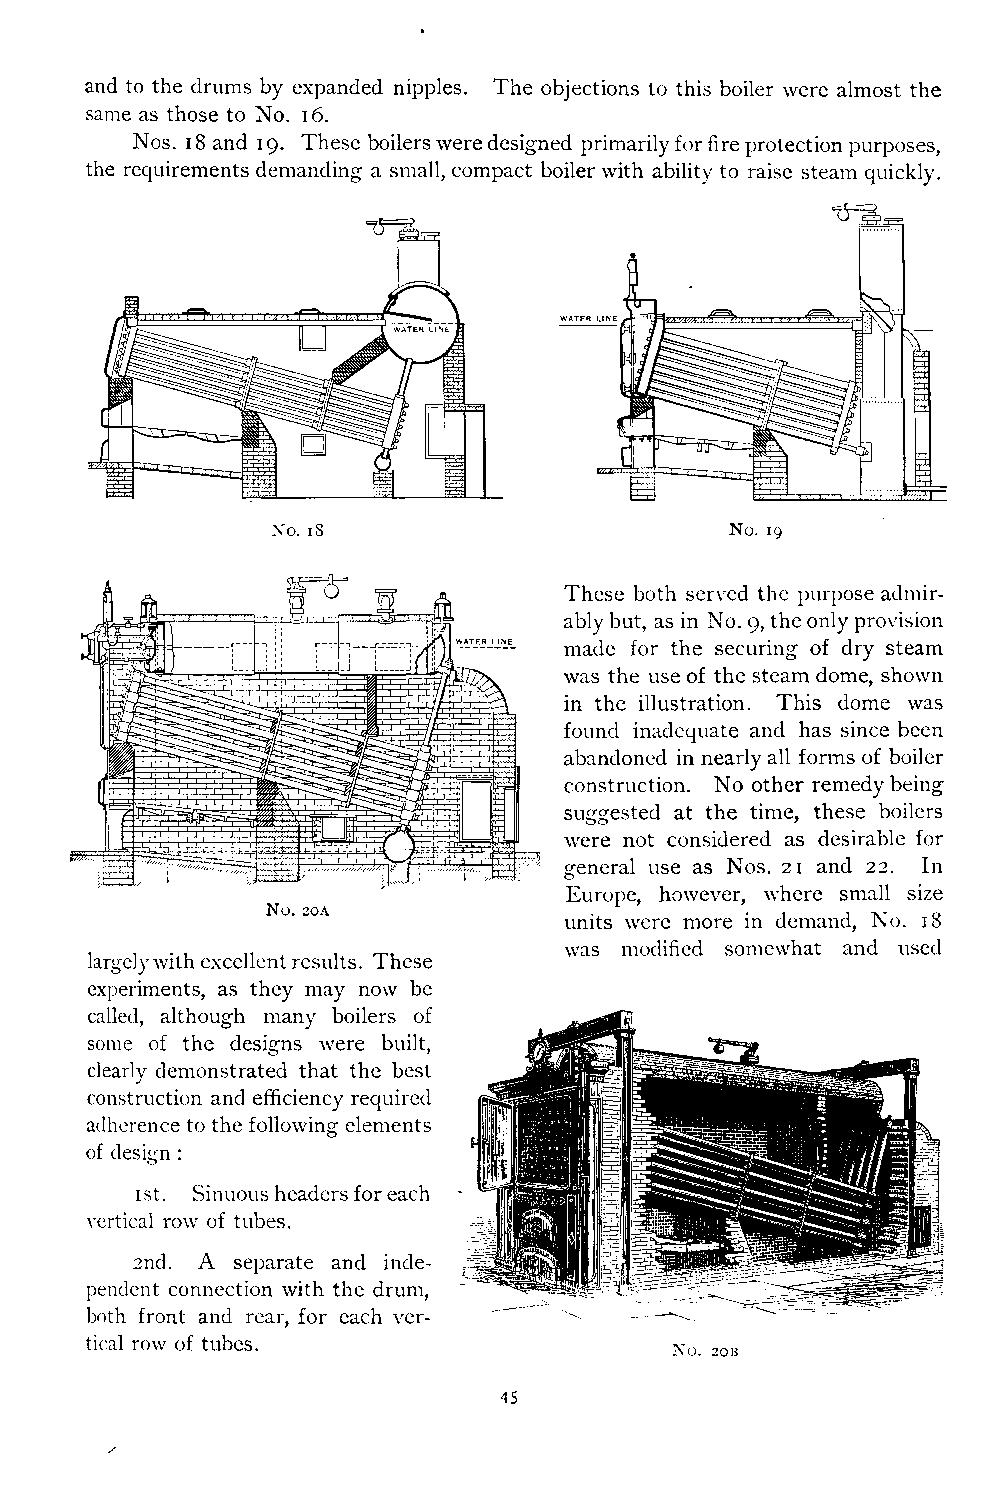 and to the drums by expanded nipples. The objections to this boiler were almost the
same as those to No. 16.
Nos. 18 and 19. These boilers were designed primarily for fire protection purposes,
the requirements demanding a small, compact boiler with ability to raise steam quickly.
WATER LINE
WATER LINE
No. 18
No. 19
WATER LINE
No. 20A
These both served the purpose admir-
ably but, as in No. 9, the only provision
made for the securing of dry steam
was the use of the steam dome, shown
in the illustration. This dome was
found inadequate and has since been
abandoned in nearly all forms of boiler
construction. No other remedy being
suggested at the time, these boilers
were not considered as desirable for
general use as Nos. 21 and 22. In
Europe, however, where small size
units were more in demand, No. 18
was modified somewhat and used
largely with excellent results. These
experiments, as they may now be
called, although many boilers of
some of the designs were built,
clearly demonstrated that the best
construction and efficiency required
adherence to the following elements
of design :
1st. Sinuous headers for each
vertical row of tubes.
2nd. A separate and inde-
pendent connection with the drum,
both front and rear, for each ver-
tical row of tubes.
No. 20B
45